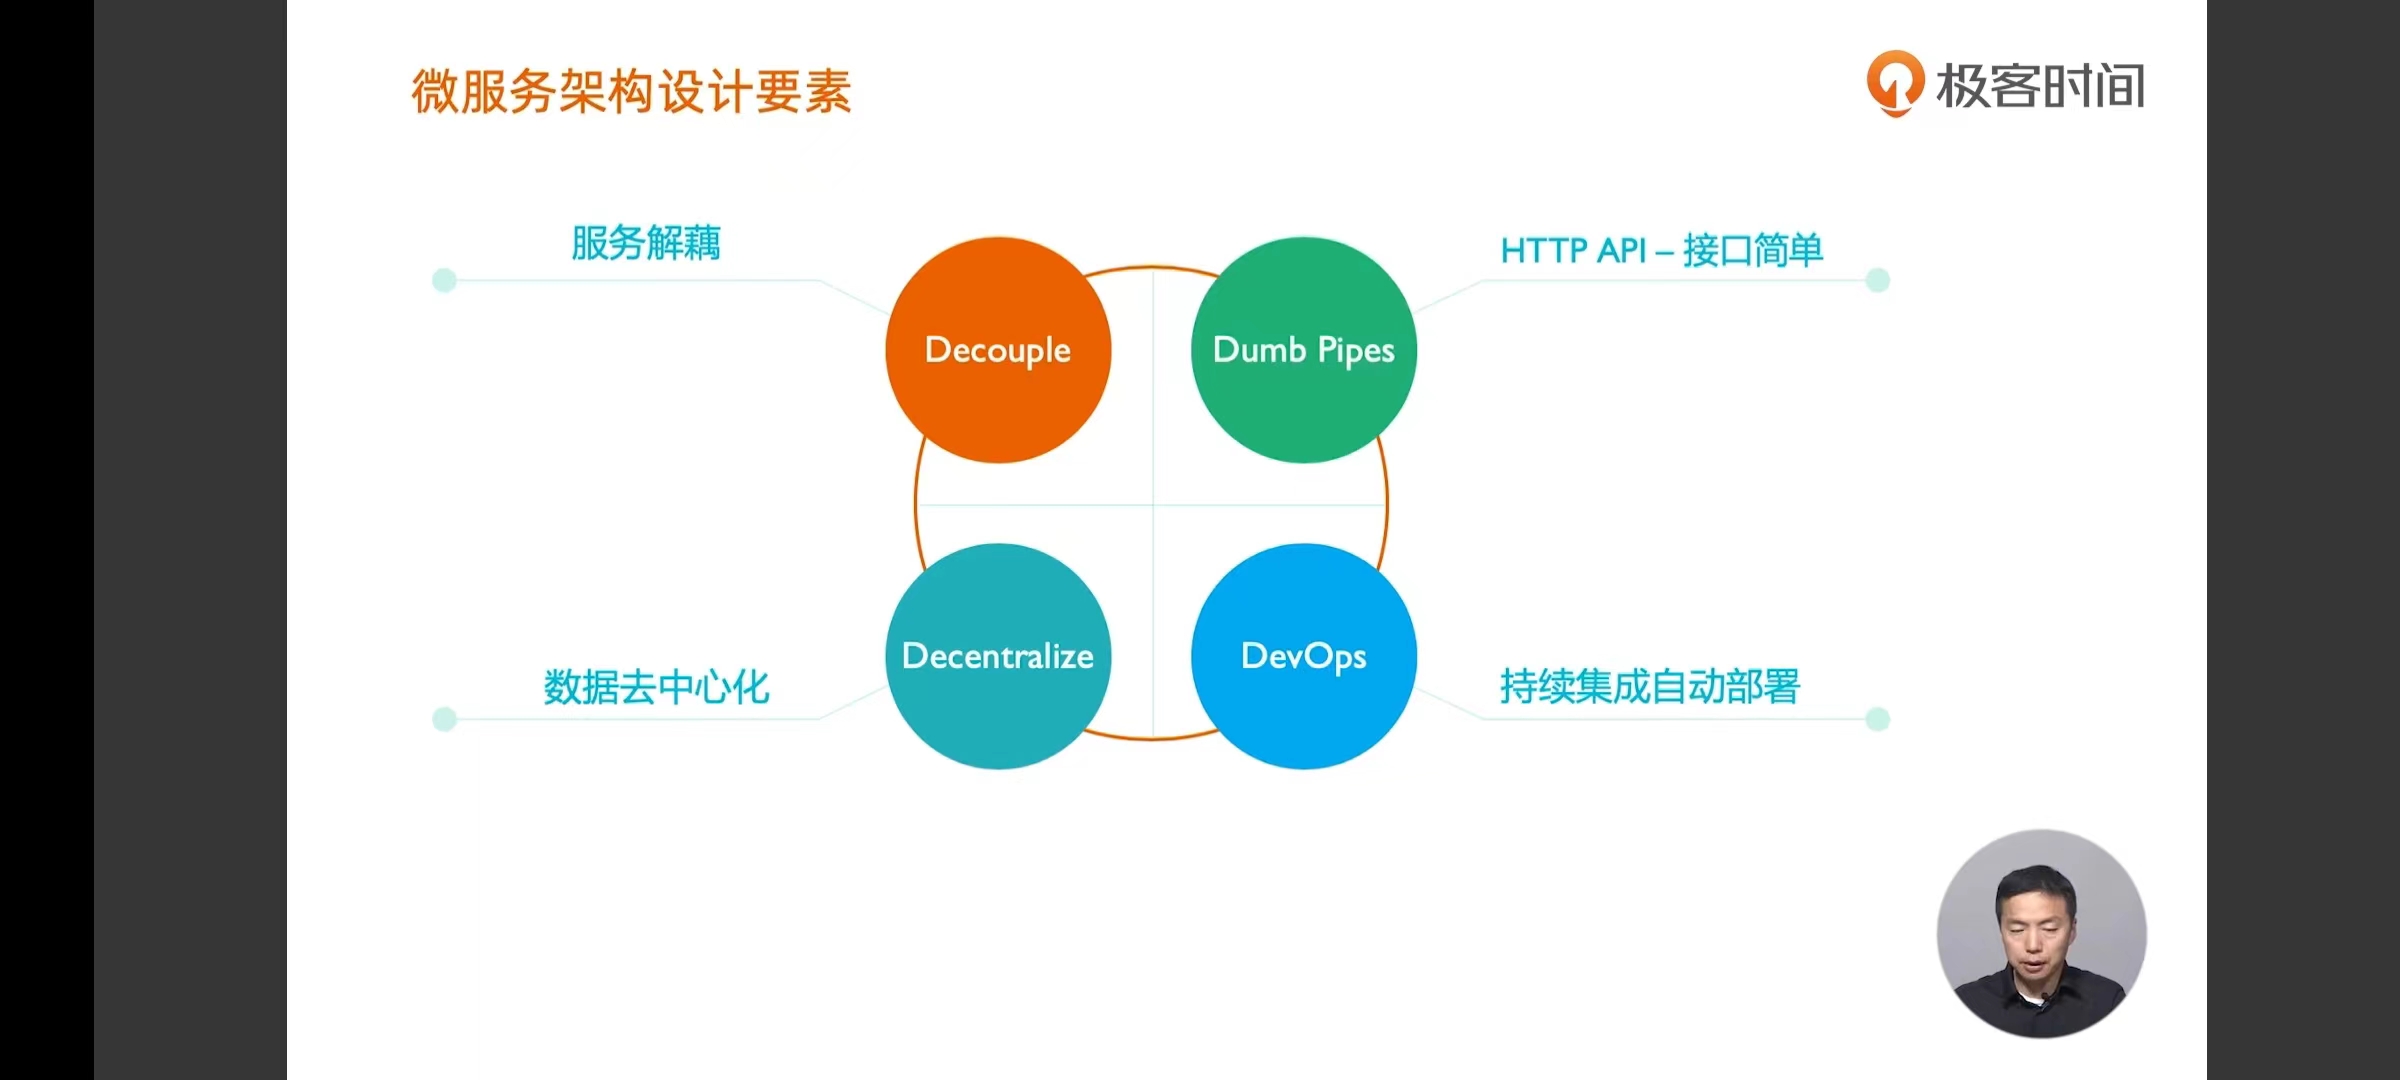 微服务架构设计要素
极客时间
服务解藕
HTTP API – 接口简单
Decouple
Dumb Pipes
Decentralize
DevOps
数据去中心化
持续集成自动部署